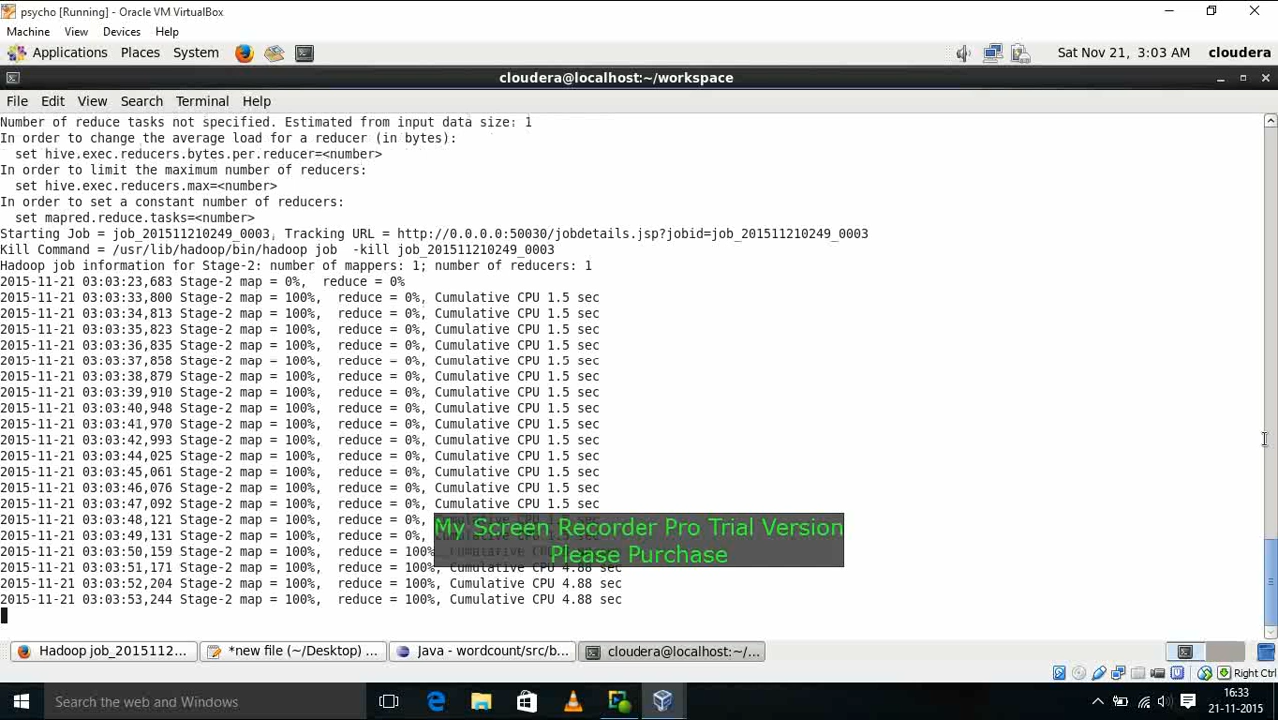 psycho [Running] - Oracle VM VirtualBox
Machine View Devices Help
Applications Places System Sat Nov 21, 3:03 AM cloudera
cloudera@localhost:~/workspace
File Edit View Search Terminal Help
Number of reduce tasks not specified. Estimated from input data size: 1
In order to change the average load for a reducer (in bytes):
set hive.exec.reducers.bytes.per.reducer=<number>
In order to limit the maximum number of reducers:
set hive.exec.reducers.max=<number>
In order to set a constant number of reducers:
set mapred.reduce.tasks=<number>
Starting Job = job_201511210249_0003, Tracking URL = http://0.0.0.0:50030/jobdetails.jsp?jobid=job_201511210249_0003
Kill Command = /usr/lib/hadoop/bin/hadoop job  -kill job_201511210249_0003
Hadoop job information for Stage-2: number of mappers: 1; number of reducers: 1
2015-11-21 03:03:23,683 Stage-2 map = 0%,  reduce = 0%
2015-11-21 03:03:33,800 Stage-2 map = 100%,  reduce = 0%, Cumulative CPU 1.5 sec
2015-11-21 03:03:34,813 Stage-2 map = 100%,  reduce = 0%, Cumulative CPU 1.5 sec
2015-11-21 03:03:35,823 Stage-2 map = 100%,  reduce = 0%, Cumulative CPU 1.5 sec
2015-11-21 03:03:36,835 Stage-2 map = 100%,  reduce = 0%, Cumulative CPU 1.5 sec
2015-11-21 03:03:37,858 Stage-2 map = 100%,  reduce = 0%, Cumulative CPU 1.5 sec
2015-11-21 03:03:38,879 Stage-2 map = 100%,  reduce = 0%, Cumulative CPU 1.5 sec
2015-11-21 03:03:39,910 Stage-2 map = 100%,  reduce = 0%, Cumulative CPU 1.5 sec
2015-11-21 03:03:40,948 Stage-2 map = 100%,  reduce = 0%, Cumulative CPU 1.5 sec
2015-11-21 03:03:41,970 Stage-2 map = 100%,  reduce = 0%, Cumulative CPU 1.5 sec
2015-11-21 03:03:42,993 Stage-2 map = 100%,  reduce = 0%, Cumulative CPU 1.5 sec
2015-11-21 03:03:44,025 Stage-2 map = 100%,  reduce = 0%, Cumulative CPU 1.5 sec
2015-11-21 03:03:45,061 Stage-2 map = 100%,  reduce = 0%, Cumulative CPU 1.5 sec
2015-11-21 03:03:46,076 Stage-2 map = 100%,  reduce = 0%, Cumulative CPU 1.5 sec
2015-11-21 03:03:47,092 Stage-2 map = 100%,  reduce = 0%, Cumulative CPU 1.5 sec
2015-11-21 03:03:48,121 Stage-2 map = 100%,  reduce = 0%,
2015-11-21 03:03:49,131 Stage-2 map = 100%,  reduce = 0%,
2015-11-21 03:03:50,159 Stage-2 map = 100%,  reduce = 100%
2015-11-21 03:03:51,171 Stage-2 map = 100%,  reduce = 100%, Cumulative CPU 4.88 sec
2015-11-21 03:03:52,204 Stage-2 map = 100%,  reduce = 100%, Cumulative CPU 4.88 sec
2015-11-21 03:03:53,244 Stage-2 map = 100%,  reduce = 100%, Cumulative CPU 4.88 sec
My Screen Recorder Pro Trial Version
Please Purchase
Hadoop job_2015112... *new file (~/Desktop) ... Java - wordcount/src/b... cloudera@localhost:~/...
Right Ctrl
Search the web and Windows
16:33
21-11-2015